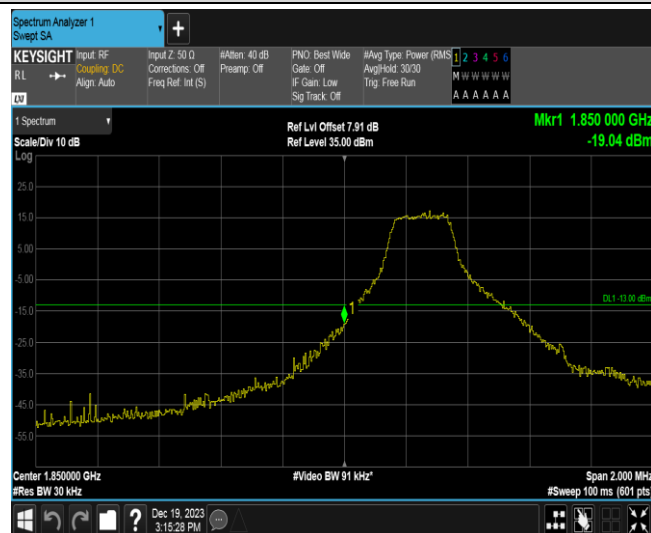 Spectrum Analyzer 1
Swept SA
+
KEYSIGHT
RL
Input: RF
Coupling: DC
Align: Auto
Input Z: 50 Ω
Corrections: Off
Freq Ref: Int (S)
#Atten: 40 dB
Preamp: Off
PNO: Best Wide
Gate: Off
IF Gain: Low
Sig Track: Off
#Avg Type: Power (RMS
Avg|Hold: 30/30
Trig: Free Run
1 2 3 4 5 6
M W W W W W
A A A A A A
LXI
1 Spectrum
Scale/Div 10 dB
Ref Lvl Offset 7.91 dB
Ref Level 35.00 dBm
Mkr1 1.850 000 GHz
-19.04 dBm
Log
25.0
15.0
5.00
-5.00
-15.0
-25.0
-35.0
-45.0
-55.0
1
DL1 -13.00 dBm
Center 1.85000 GHz
#Res BW 30 kHz
#Video BW 91 kHz*
Span 2.000 MHz
#Sweep 100 ms (601 pts)
?
Dec 19, 2023
3:15:28 PM